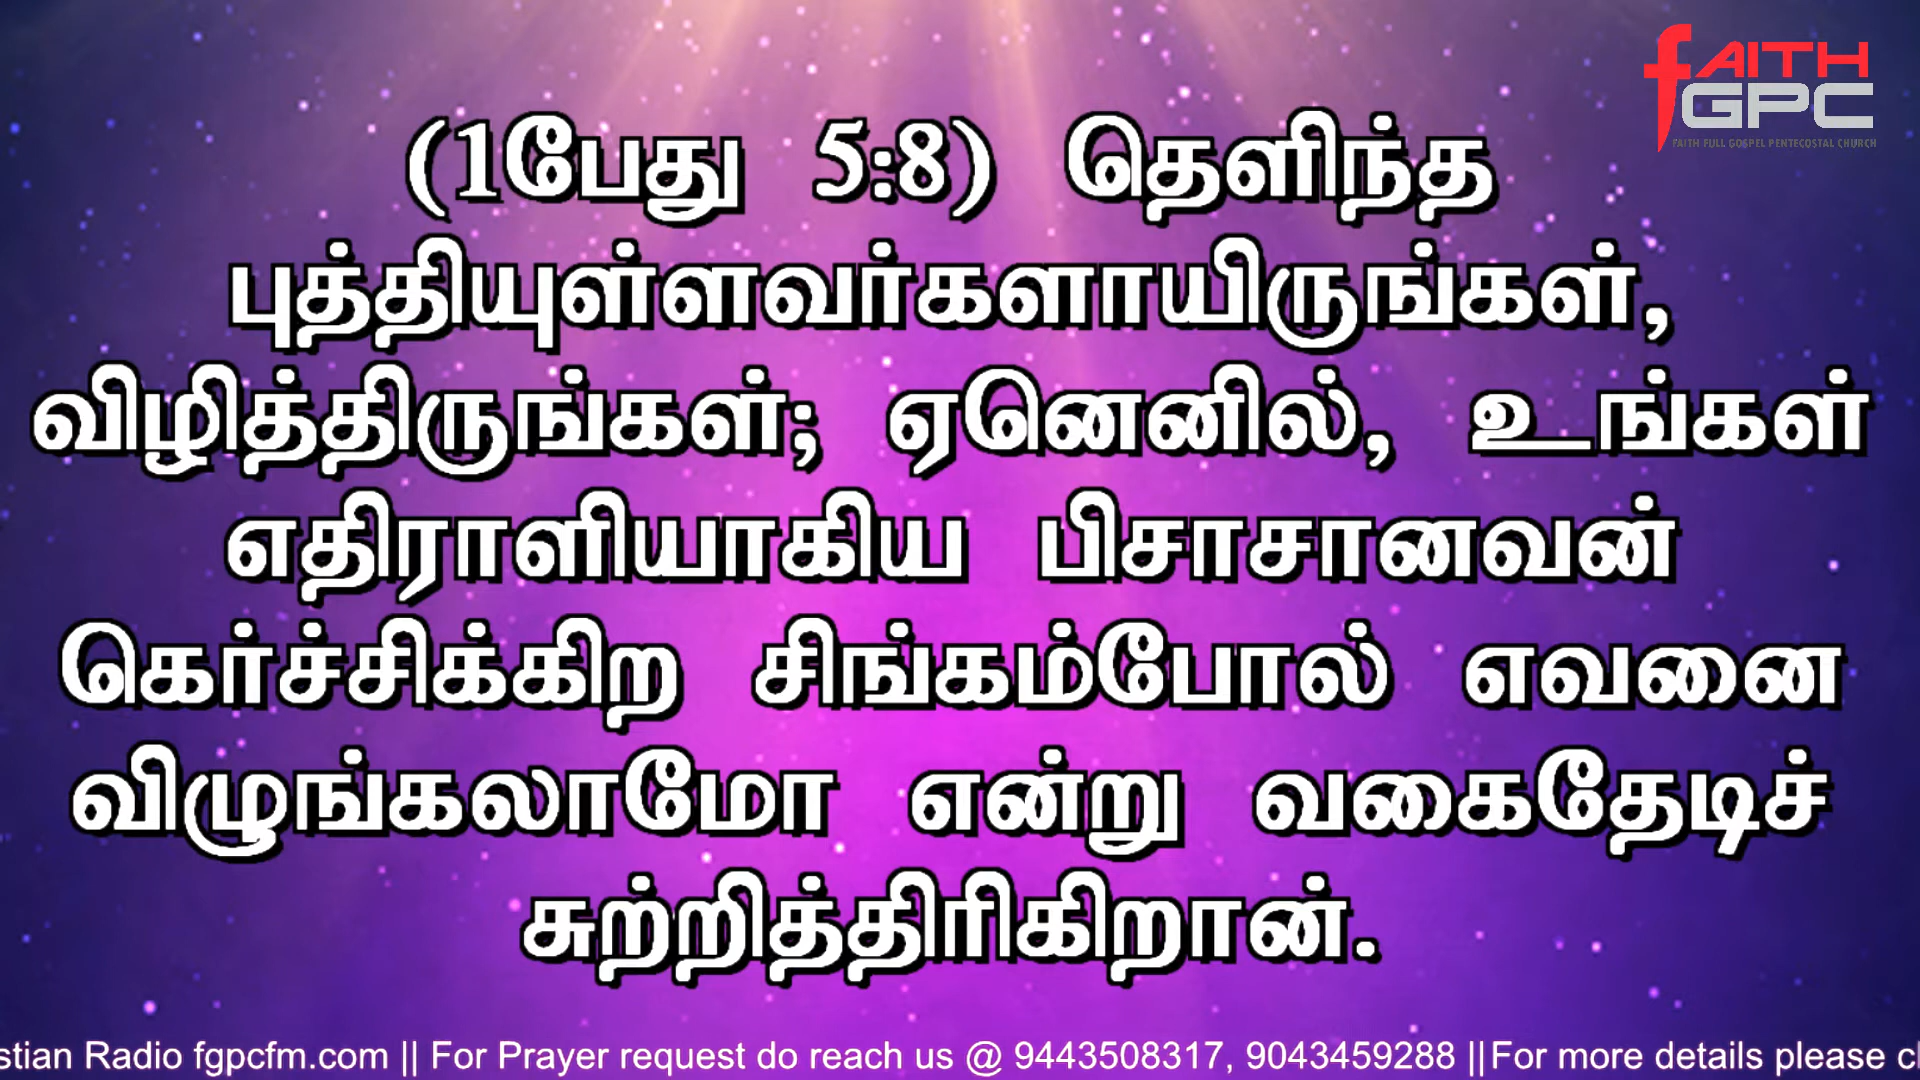 FAITH
GPC
FAITH FULL GOSPEL PENTECOSTAL CHURCH
(1பேது 5:8) தெளிந்த
புத்தியுள்ளவர்களாயிருங்கள்,
விழித்திருங்கள்; ஏனெனில், உங்கள்
எதிராளியாகிய பிசாசானவன்
கெர்ச்சிக்கிற சிங்கம்போல் எவனை
விழுங்கலாமோ என்று வகைதேடிச்
சுற்றித்திரிகிறான்.
stian Radio fgpcfm.com || For Prayer request do reach us @ 9443508317, 9043459288 ||For more details please c